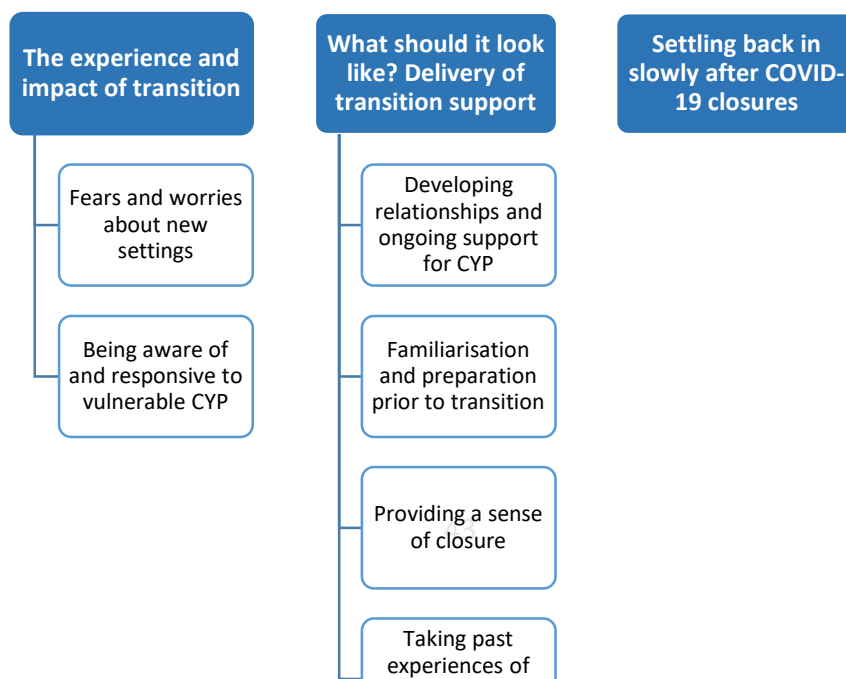 The experience and
impact of transition
Fears and worries
about new
settings
Being aware of
and responsive to
vulnerable CYP
What should it look
like? Delivery of
transition support
Developing
relationships and
ongoing support
for CYP
Familiarisation
and preparation
prior to transition
Providing a sense
of closure
43
Taking past
experiences of
Settling back in
slowly after COVID-
19 closures